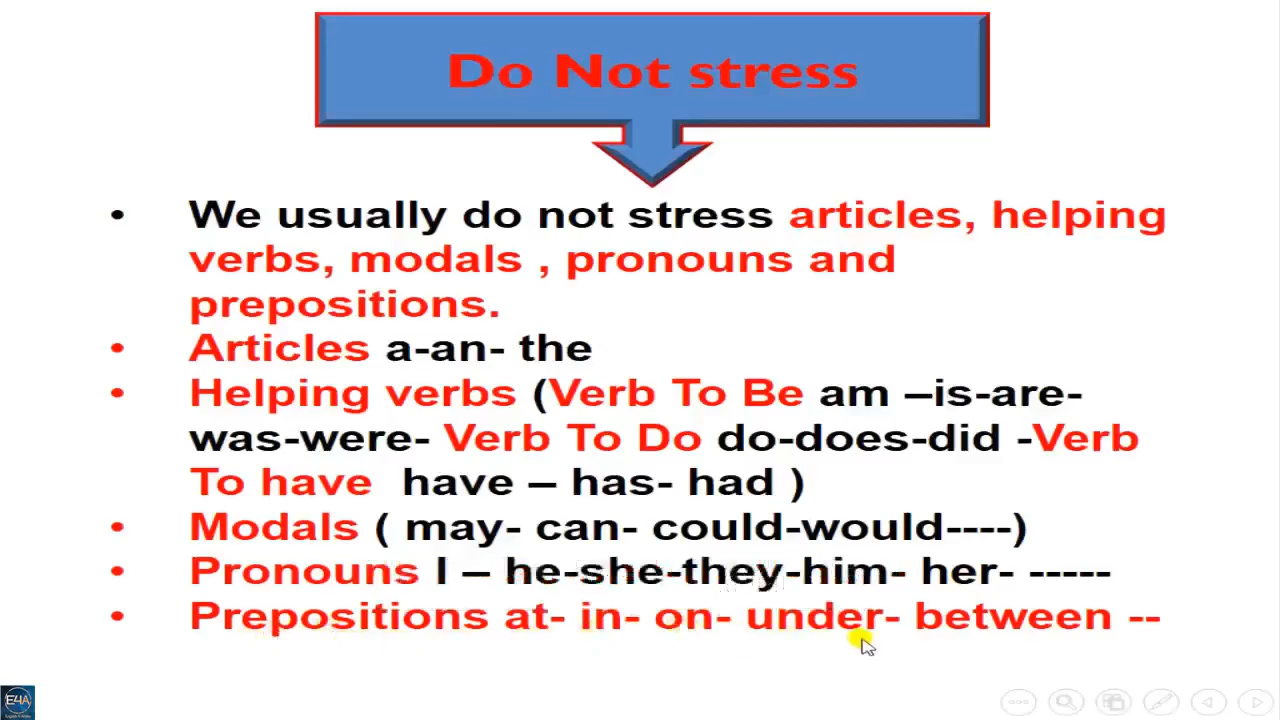 Do Not stress
• We usually do not stress articles, helping
verbs, modals , pronouns and
prepositions.
• Articles a-an- the
• Helping verbs (Verb To Be am –is-are-
was-were- Verb To Do do-does-did -Verb
To have have – has- had )
• Modals ( may- can- could-would----)
• Pronouns I – he-she-they-him- her- -----
• Prepositions at- in- on- under- between --
E4A